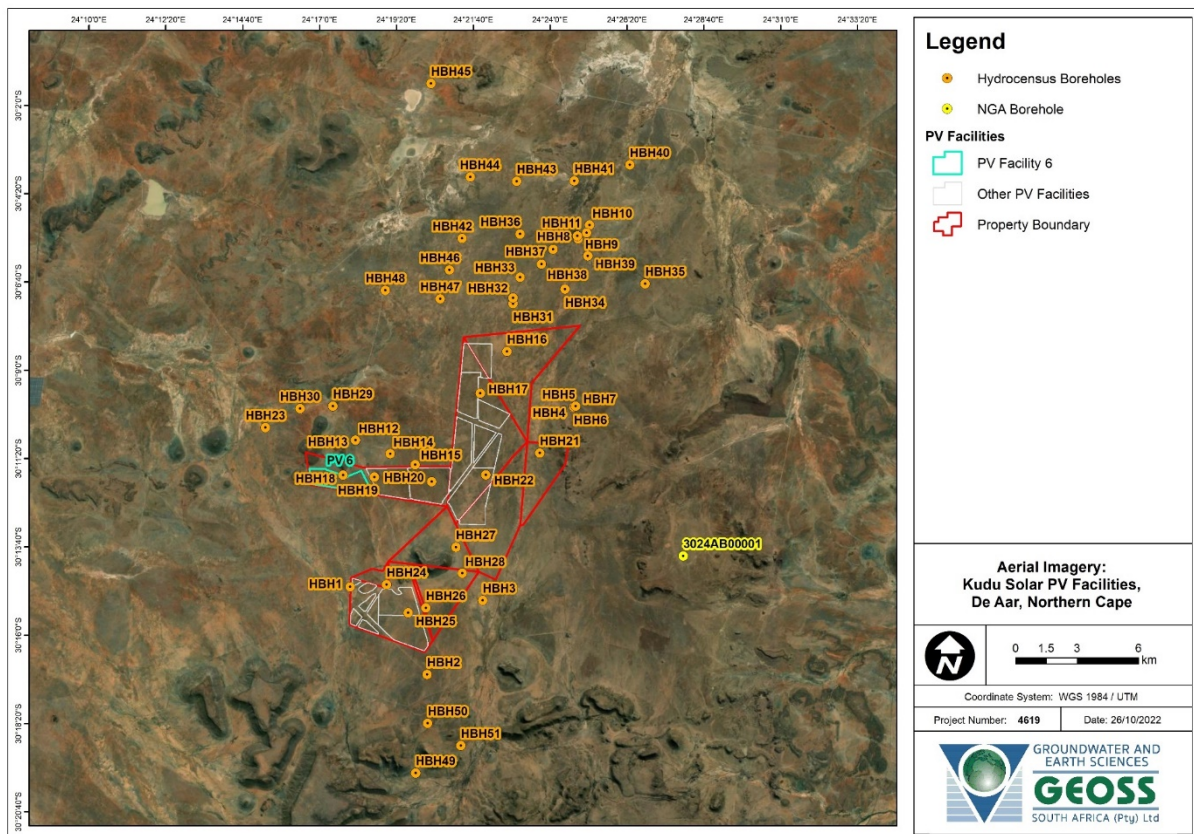 24°10'0"E 24°12'20"E 24°14'40"E 24°17'0"E 24°19'20"E 24°21'40"E 24°24'0"E 24°26'20"E 24°28'40"E 24°31'0"E 24°33'20"E
HBH45
30°2'0"S
HBH40
HBH44
HBH43
HBH41
30°4'20"S
HBH10
HBH36
HBH11
HBH42
HBH8
HBH37
HBH9
HBH46
HBH39
HBH33
HBH38
HBH35
HBH48
30°6'40"S
HBH47
HBH32
HBH34
HBH31
HBH16
30°9'0"S
HBH17
HBH5
HBH7
HBH30
HBH29
HBH4
HBH6
HBH23
HBH12
HBH13
HBH14
HBH21
PV 6
HBH15
30°11'20"S
HBH18
HBH20
HBH22
HBH19
HBH27
3024AB00001
30°13'40"S
HBH28
HBH1
HBH24
HBH3
HBH26
HBH25
30°16'0"S
HBH2
HBH50
30°18'20"S
HBH51
HBH49
30°20'40"S
Legend
Hydrocensus Boreholes
NGA Borehole
PV Facilities
PV Facility 6
Other PV Facilities
Property Boundary
Aerial Imagery:
Kudu Solar PV Facilities,
De Aar, Northern Cape
N
0 1.5 3 6
km
Coordinate System: WGS 1984 / UTM
Project Number: 4619 Date: 26/10/2022
GROUNDWATER AND
EARTH SCIENCES
GEOSS
SOUTH AFRICA (Pty) Ltd